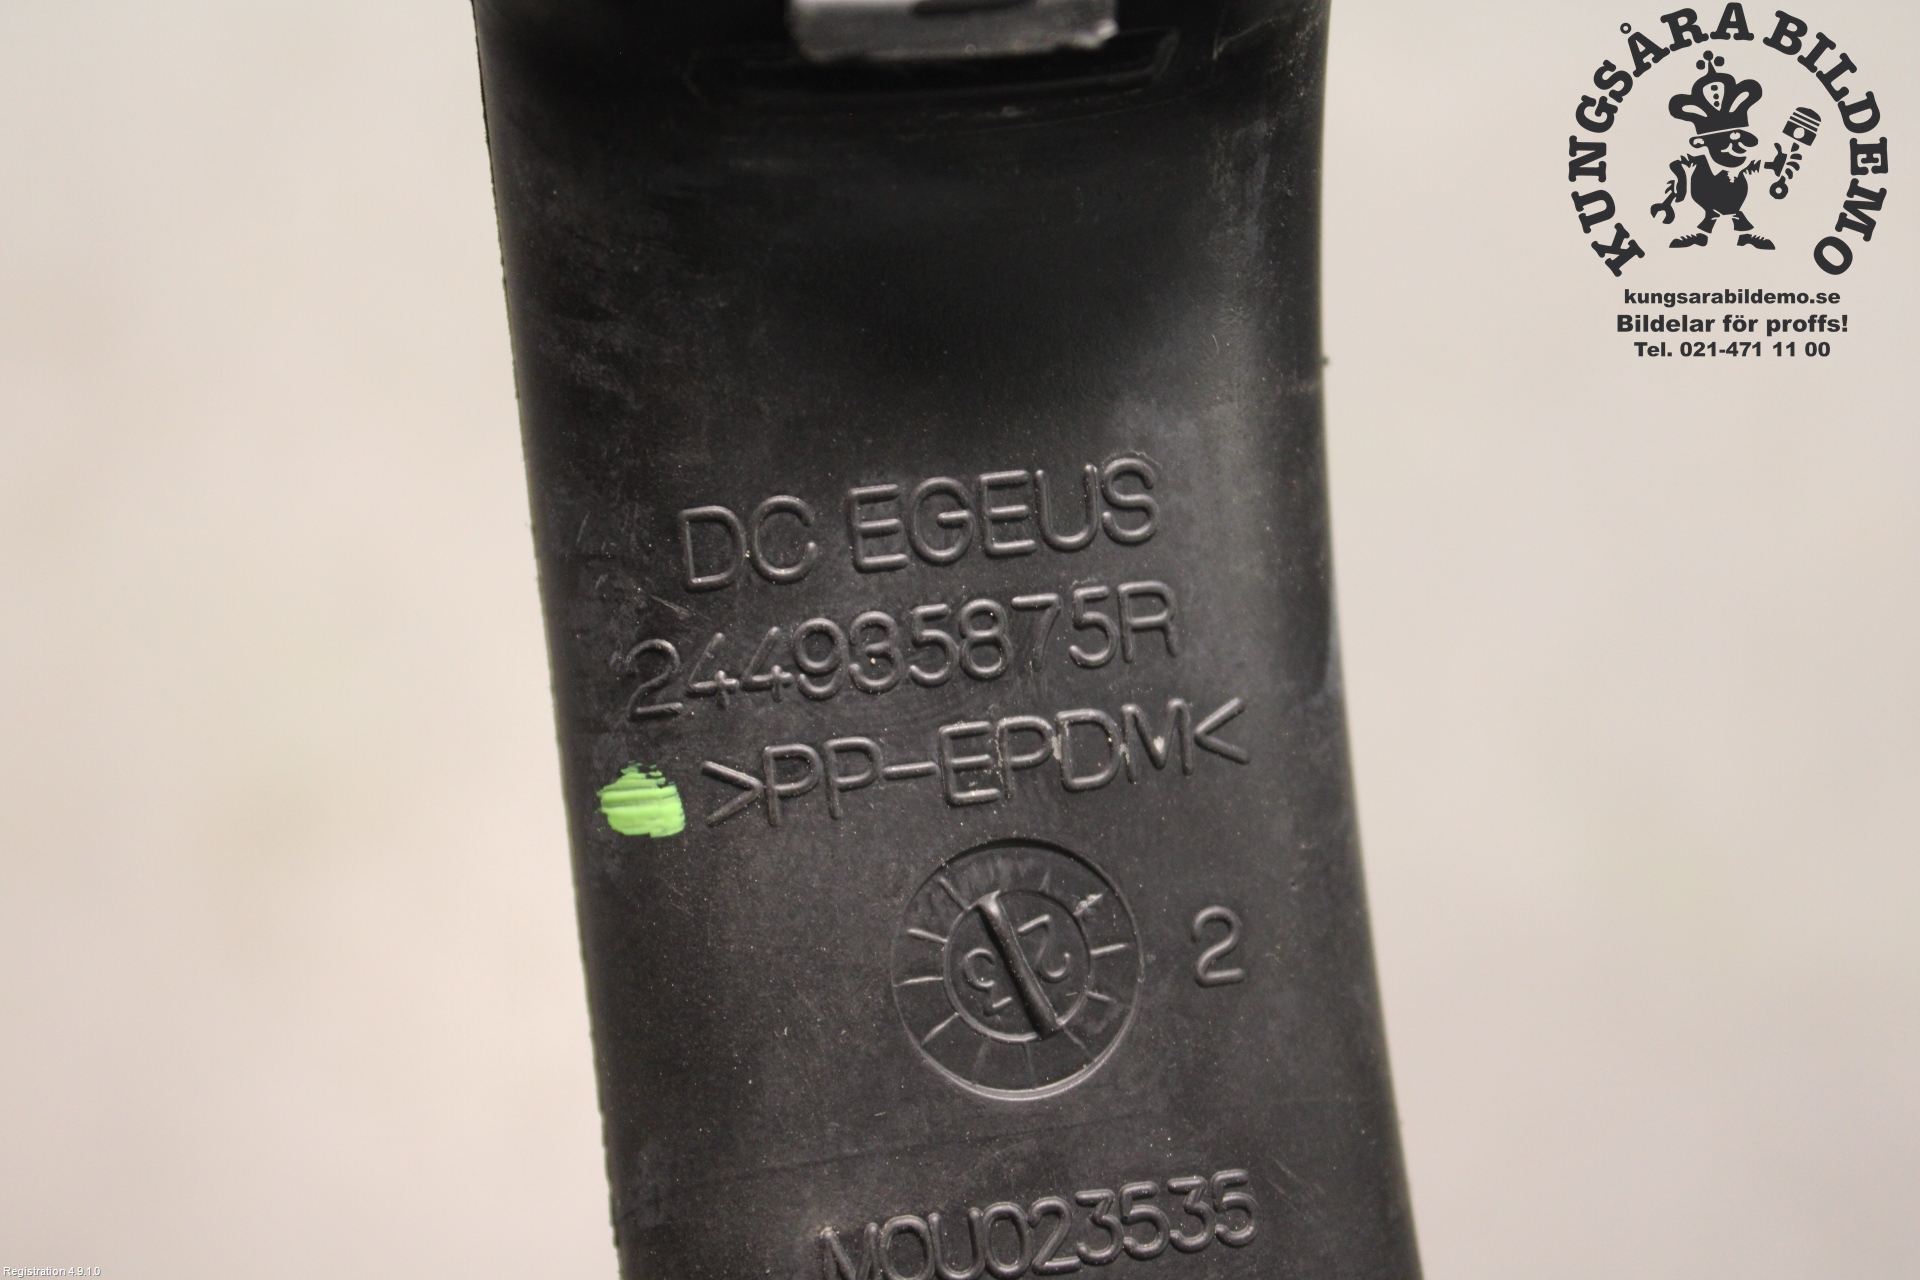 KUNGSÅRA BILDEMO
kungsarabildemo.se
Bildelar för proffs!
Tel. 021-471 11 00
DC EGEUS
244935875R
>PP-EPDM<
23
2
MOU023535
Registration 4.9.1.0